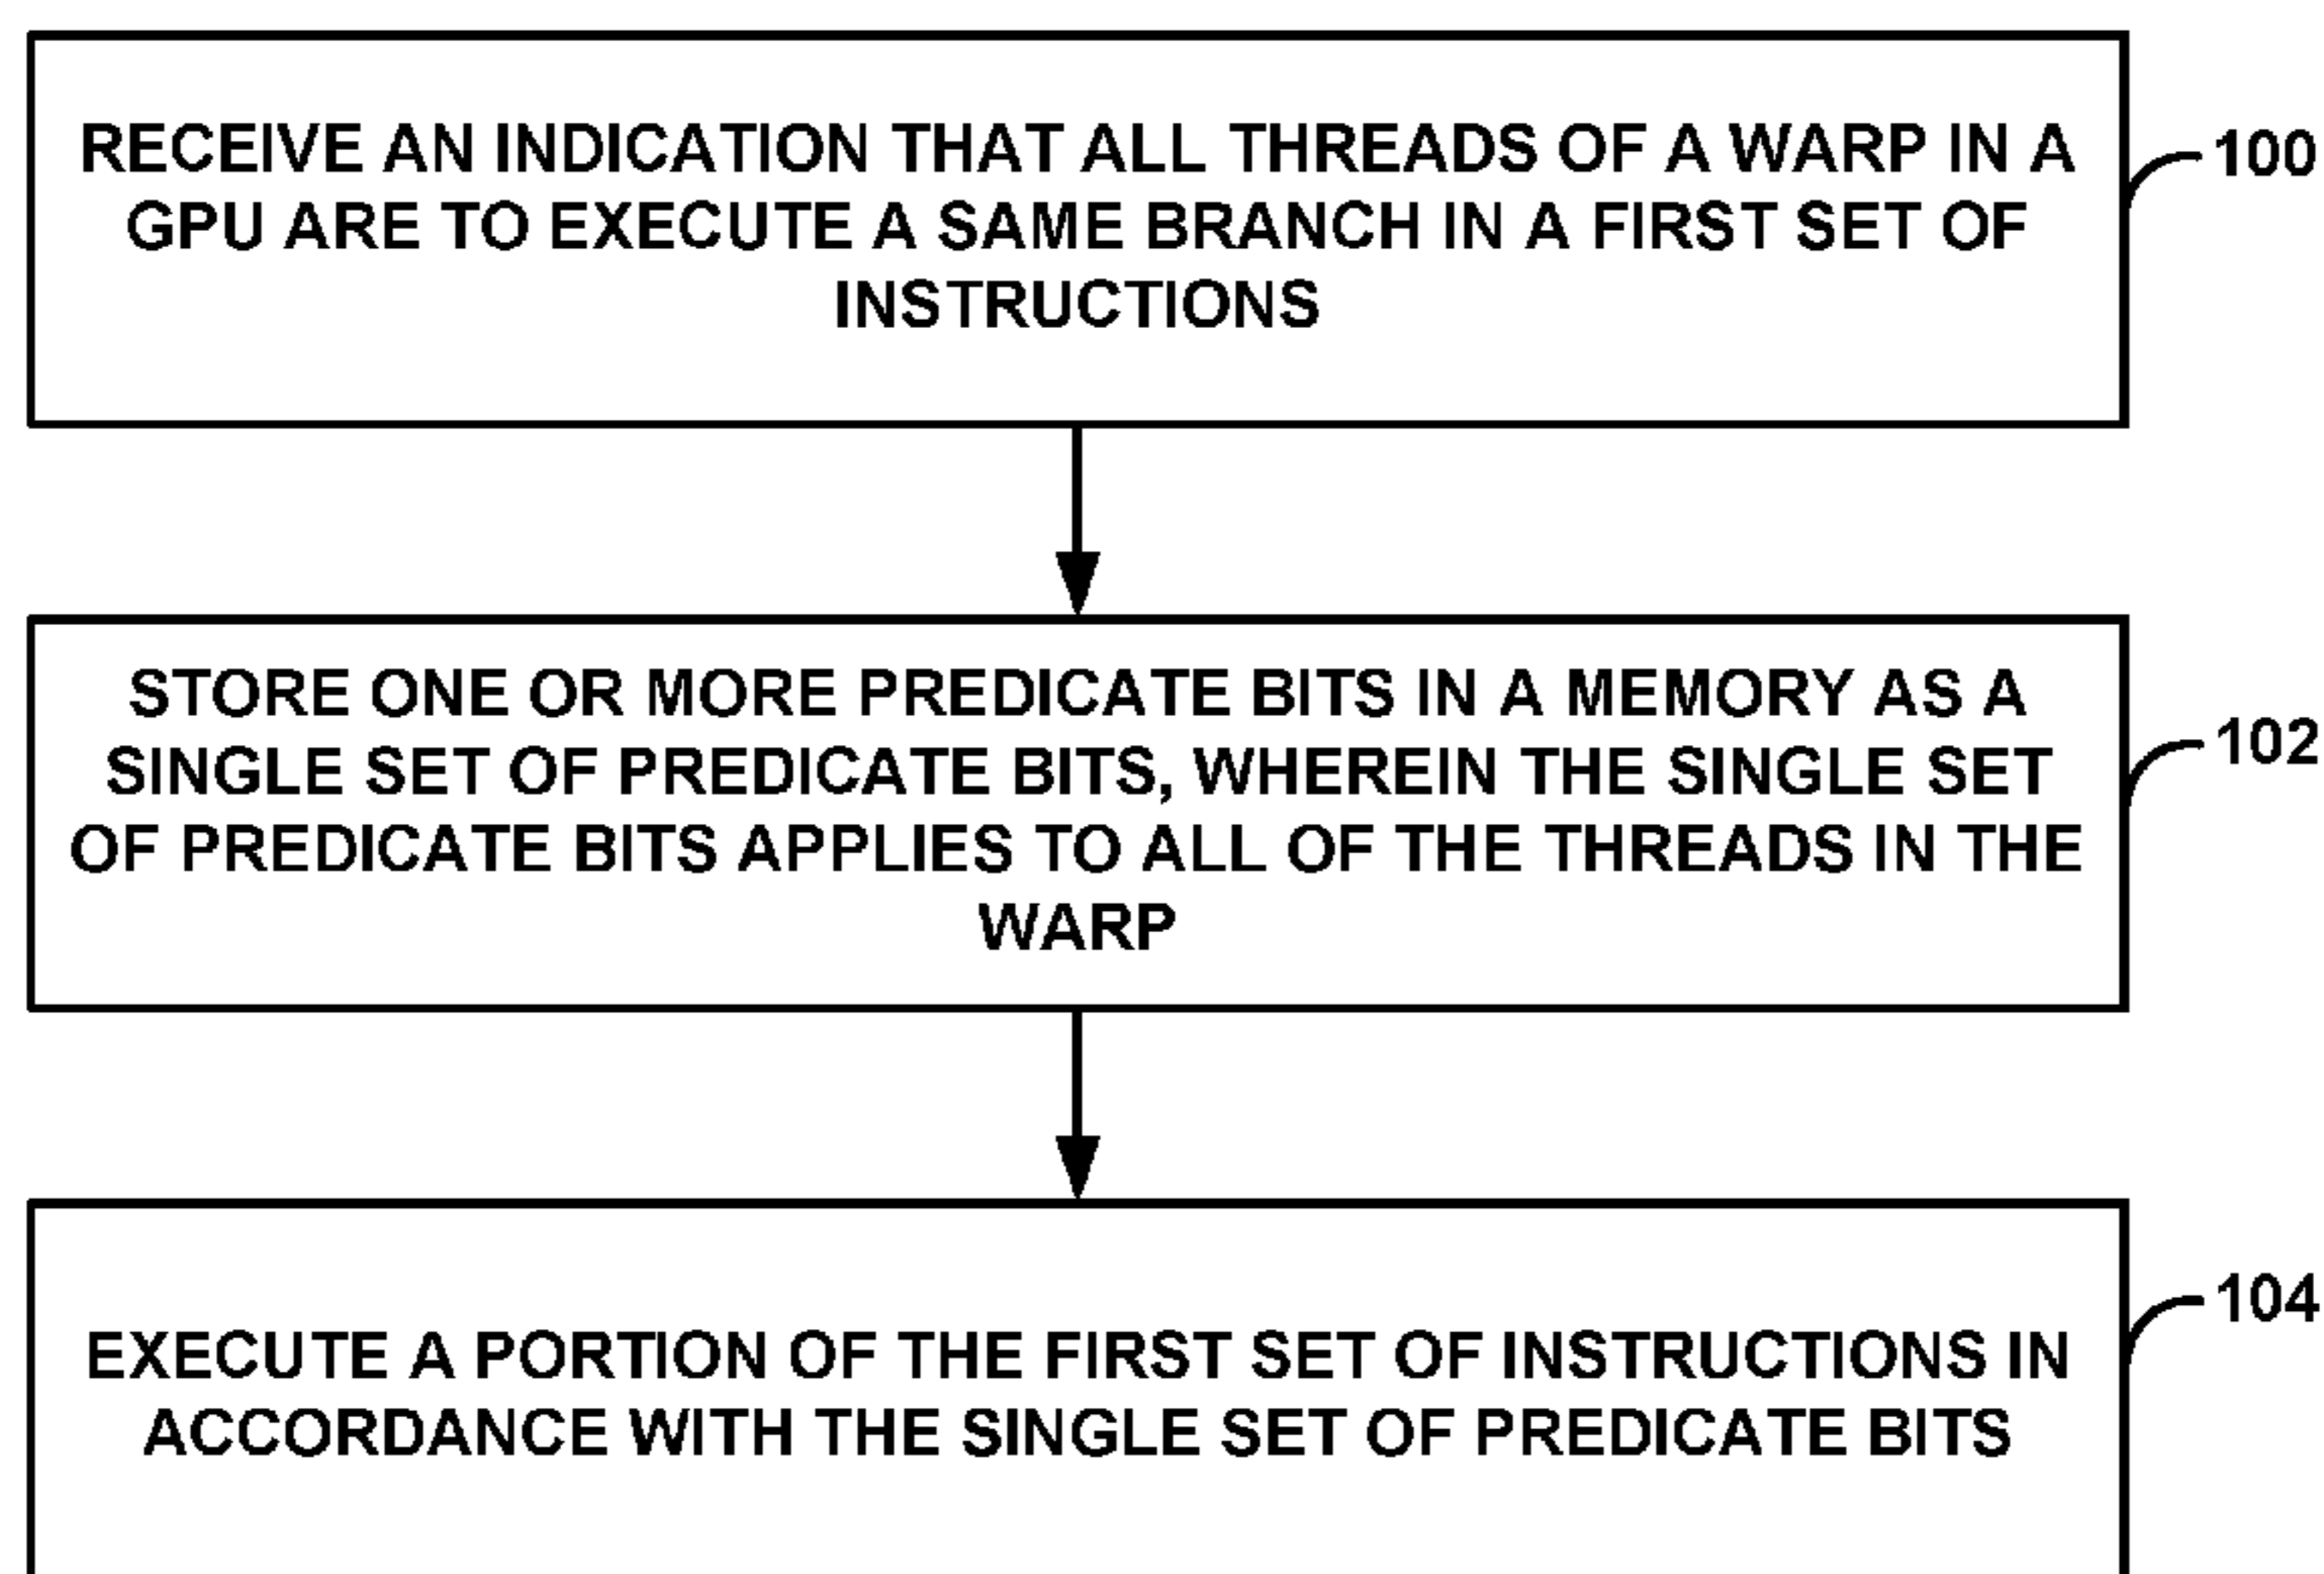 RECEIVE AN INDICATION THAT ALL THREADS OF A WARP IN A
GPU ARE TO EXECUTE A SAME BRANCH IN A FIRST SET OF
INSTRUCTIONS
100
STORE ONE OR MORE PREDICATE BITS IN A MEMORY AS A
SINGLE SET OF PREDICATE BITS, WHEREIN THE SINGLE SET
OF PREDICATE BITS APPLIES TO ALL OF THE THREADS IN THE
WARP
102
EXECUTE A PORTION OF THE FIRST SET OF INSTRUCTIONS IN
ACCORDANCE WITH THE SINGLE SET OF PREDICATE BITS
104